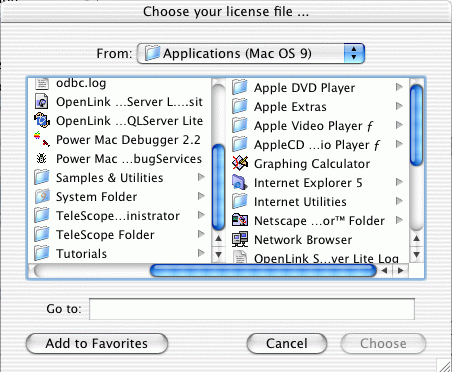 Choose your license file ...
From: Applications (Mac OS 9)
odbc.log
OpenLink ...Server L....sit
OpenLink ...QLServer Lite
Power Mac Debugger 2.2
Power Mac ...bugServices
Samples & Utilities
System Folder
TeleScope...inistrator
TeleScope Folder
Tutorials
Apple DVD Player
Apple Extras
Apple Video Player ƒ
AppleCD ...io Player ƒ
Graphing Calculator
Internet Explorer 5
Internet Utilities
Netscape ...or™ Folder
Network Browser
OpenLink S...ver Lite Log
Go to:
Add to Favorites
Cancel
Choose